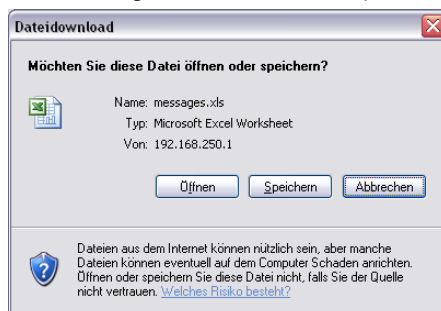 Dateidownload
Möchten Sie diese Datei öffnen oder speichern?
Name: messages.xls
Typ: Microsoft Excel Worksheet
Von: 192.168.250.1
Öffnen Speichern Abbrechen
Dateien aus dem Internet können nützlich sein, aber manche
Dateien können eventuell auf dem Computer Schaden anrichten.
Öffnen oder speichern Sie diese Datei nicht, falls Sie der Quelle
nicht vertrauen. Welches Risiko besteht?